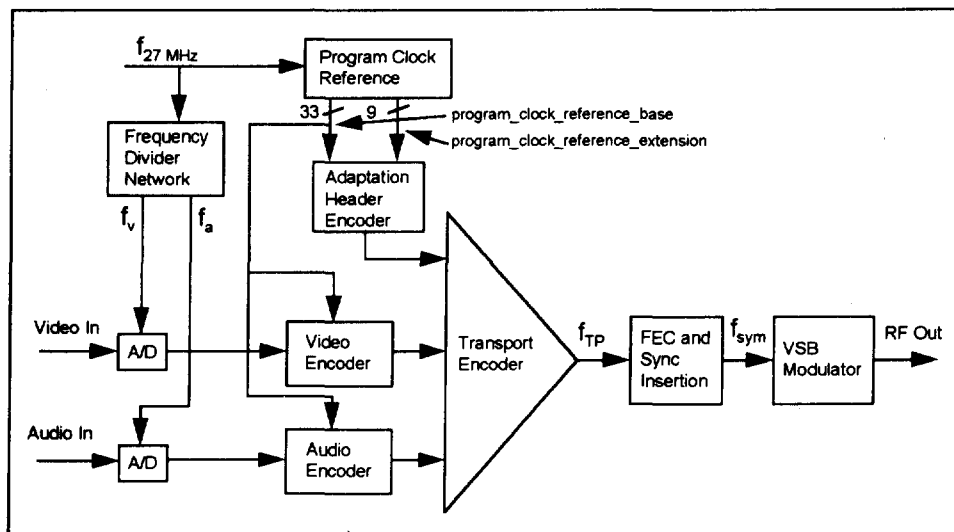 f27 MHz
Program Clock
Reference
33
9
program_clock_reference_base
program_clock_reference_extension
Frequency
Divider
Network
Adaptation
Header
Encoder
fv
fa
Video In
A/D
Video
Encoder
Transport
Encoder
fTP
FEC and
Sync
Insertion
fsym
VSB
Modulator
RF Out
Audio In
A/D
Audio
Encoder